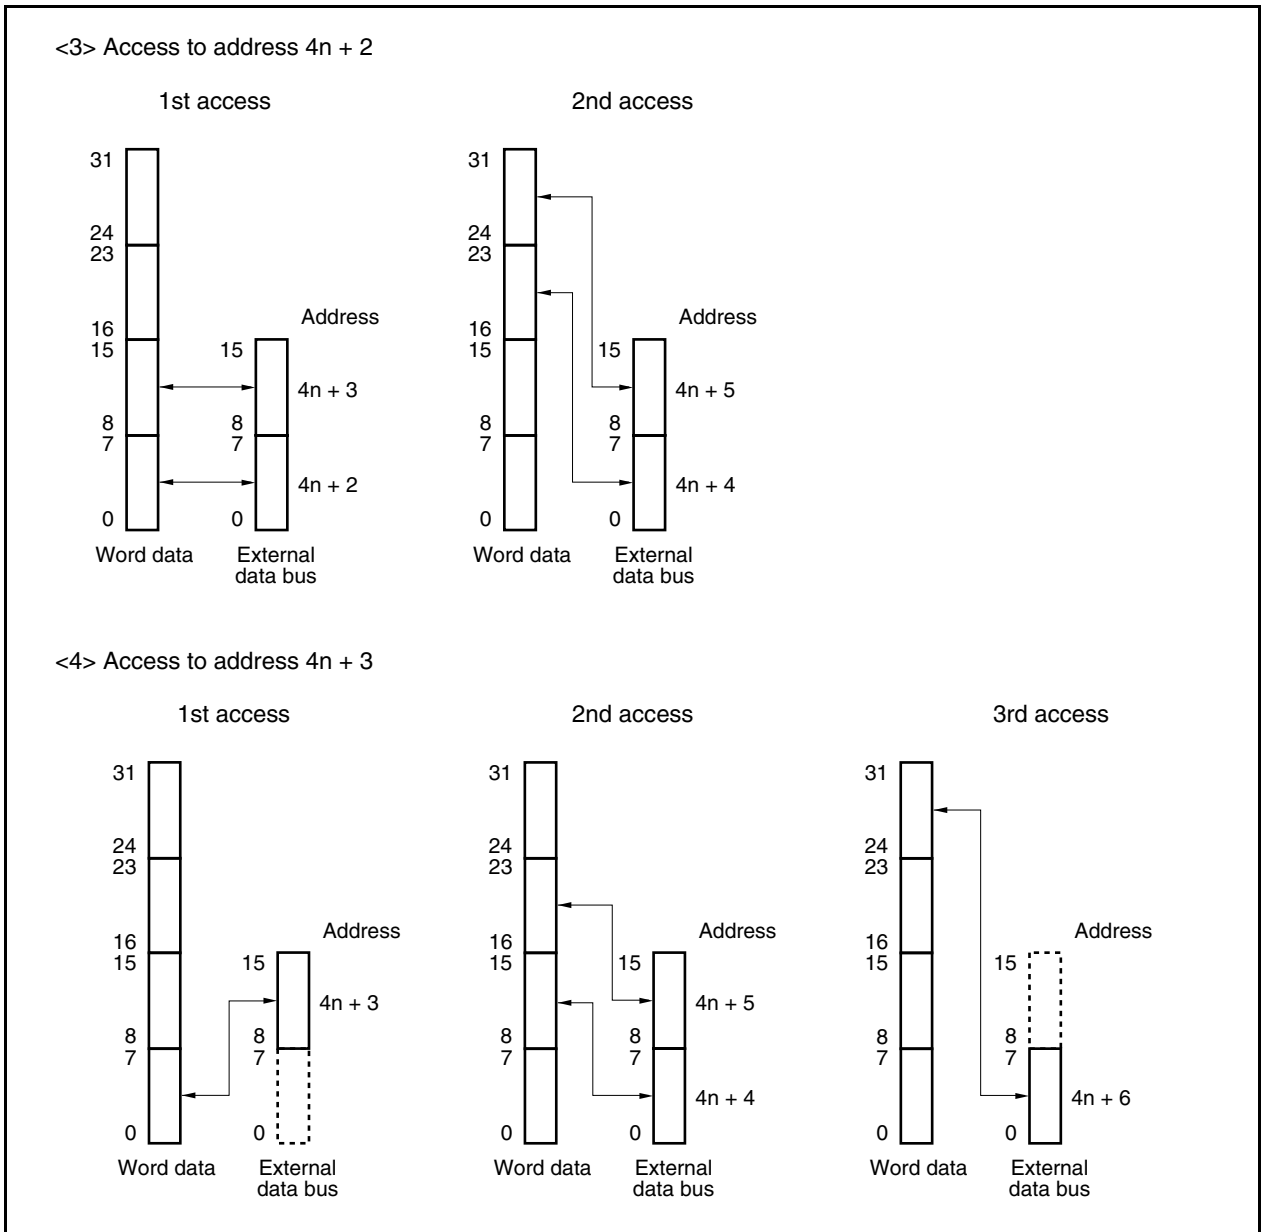 <3> Access to address 4n + 2
1st access
31
24
23
16
15
8
7
0
Word data
Address
15
4n + 3
8
7
4n + 2
0
External
data bus
2nd access
31
24
23
16
15
8
7
0
Word data
Address
15
4n + 5
8
7
4n + 4
0
External
data bus
<4> Access to address 4n + 3
1st access
31
24
23
16
15
8
7
0
Word data
Address
15
4n + 3
8
7
0
External
data bus
2nd access
31
24
23
16
15
8
7
0
Word data
Address
15
4n + 5
8
7
4n + 4
0
External
data bus
3rd access
31
24
23
16
15
8
7
0
Word data
Address
15
8
7
4n + 6
0
External
data bus